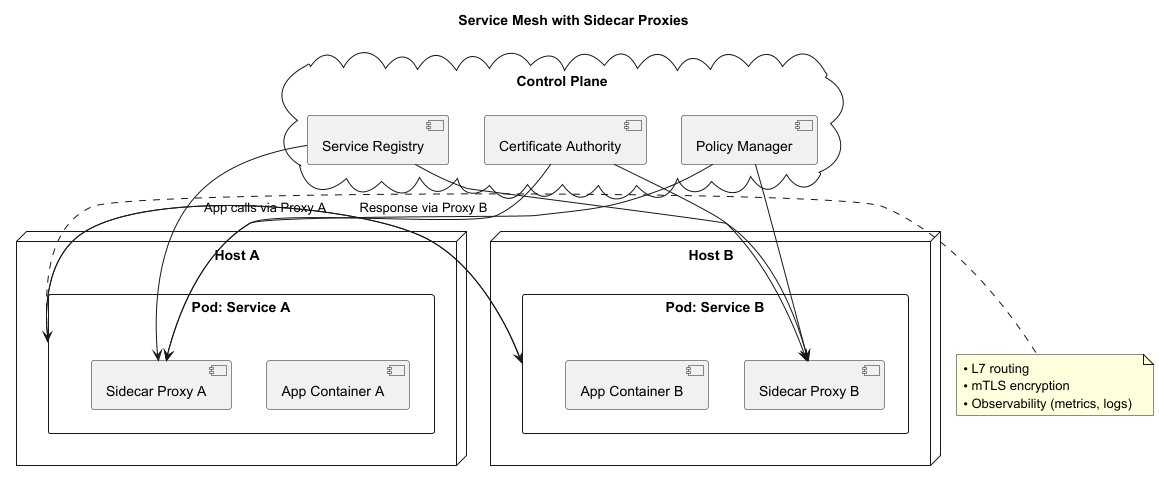 Service Mesh with Sidecar Proxies
Control Plane
Service Registry
Certificate Authority
Policy Manager
App calls via Proxy A
Response via Proxy B
Host A
Host B
Pod: Service A
Pod: Service B
Sidecar Proxy A
App Container A
App Container B
Sidecar Proxy B
• L7 routing
• mTLS encryption
• Observability (metrics, logs)